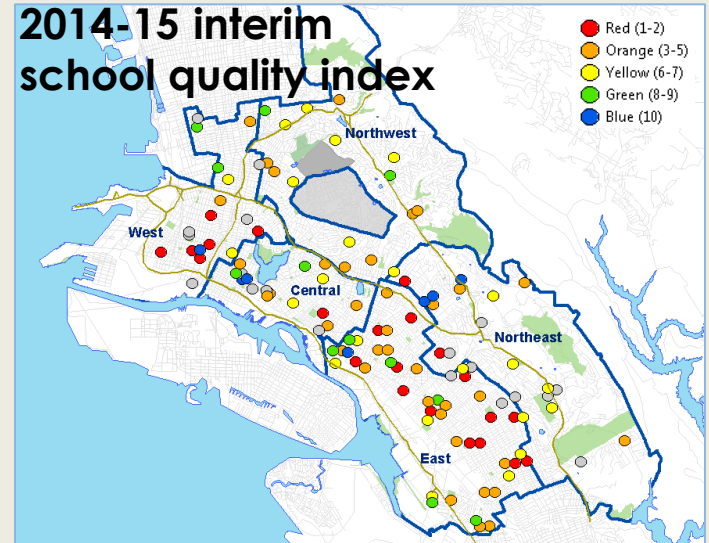 2014-15 interim
school quality index
Red (1-2)
Orange (3-5)
Yellow (6-7)
Green (8-9)
Blue (10)
Northwest
West
Central
Northeast
East